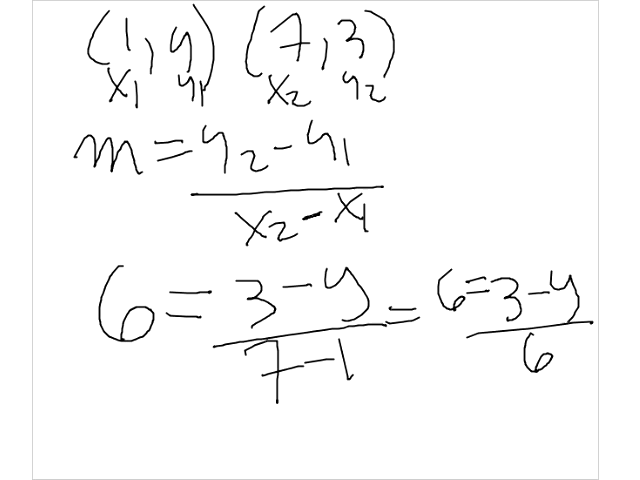 (1, y) (7, 3)
x1 y1 x2 y2
m = y2 - y1
x2 - x1
6 = 3 - y = 6 = 3 - y
7 - 1 6